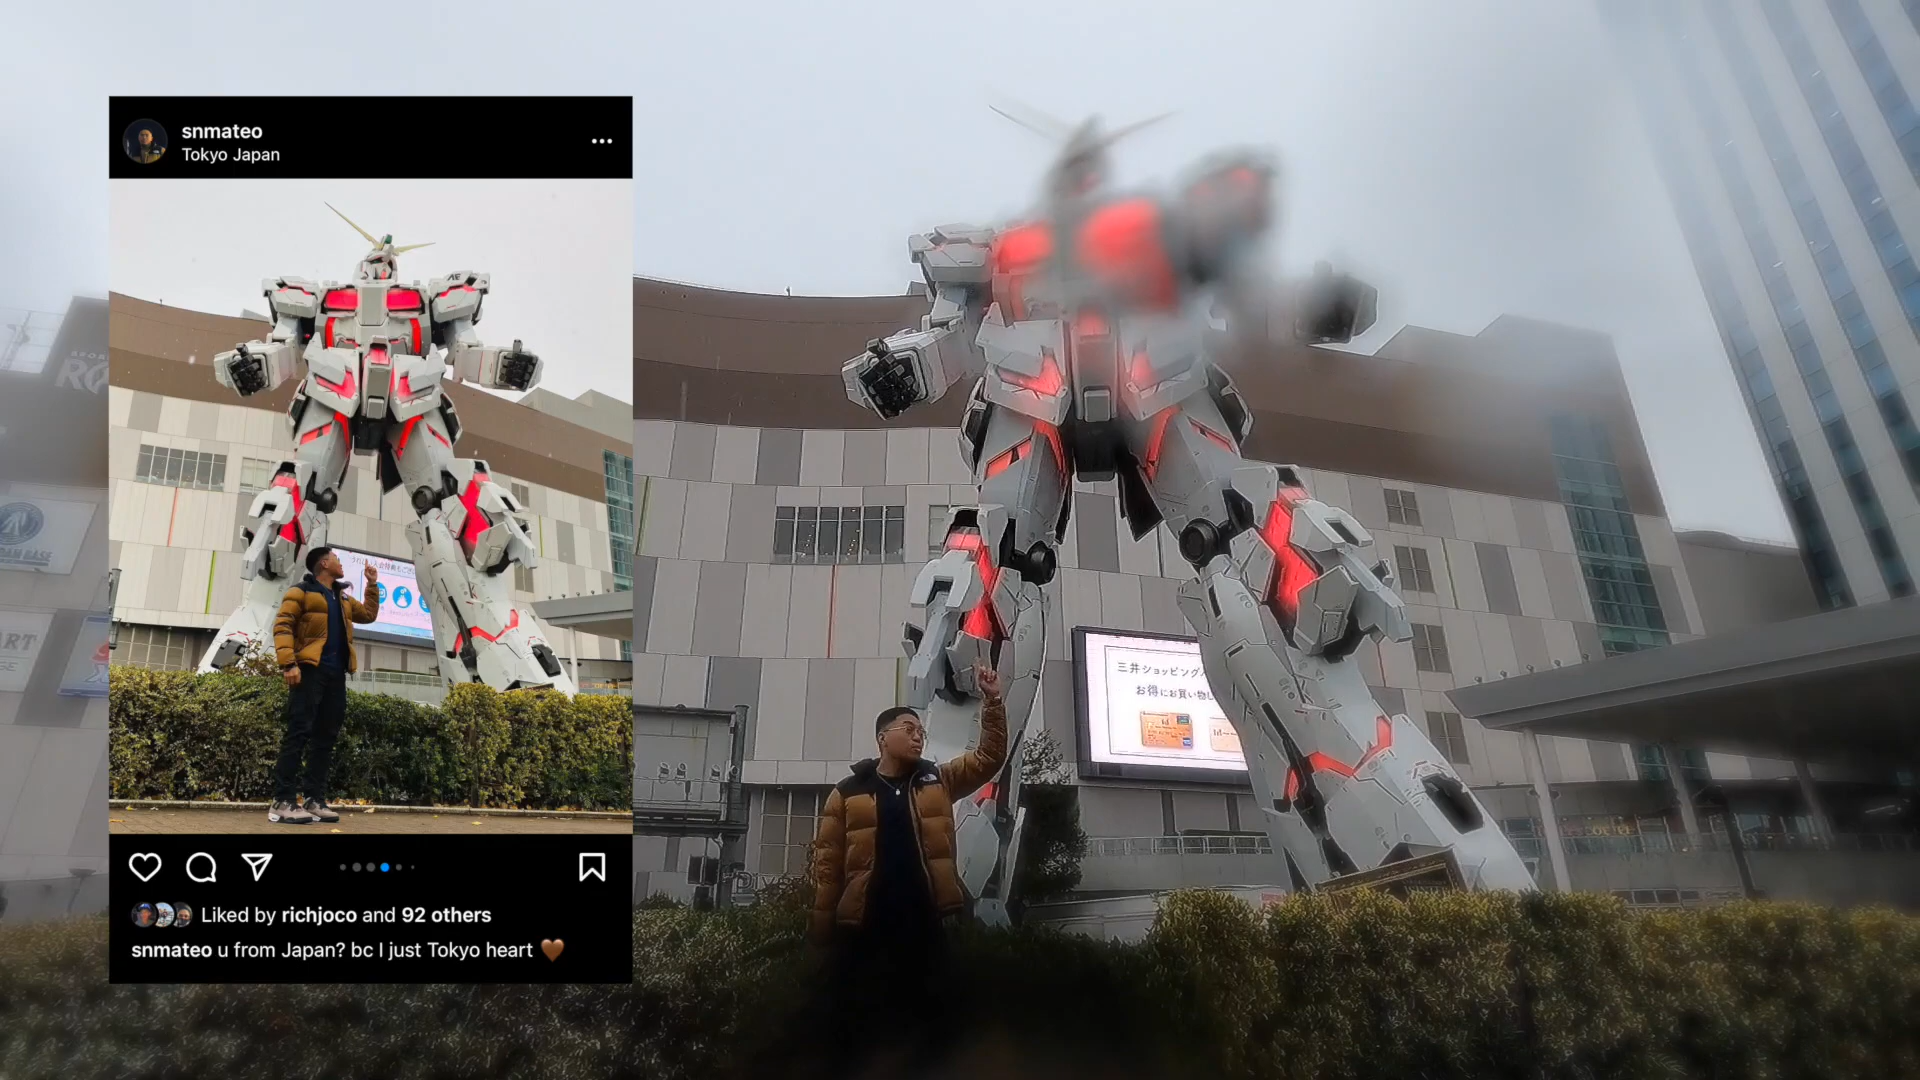 snmateo
Tokyo Japan
Liked by richjoco and 92 others
snmateo u from Japan? bc I just Tokyo heart 🤎
三井ショッピング
お得にお買い物し